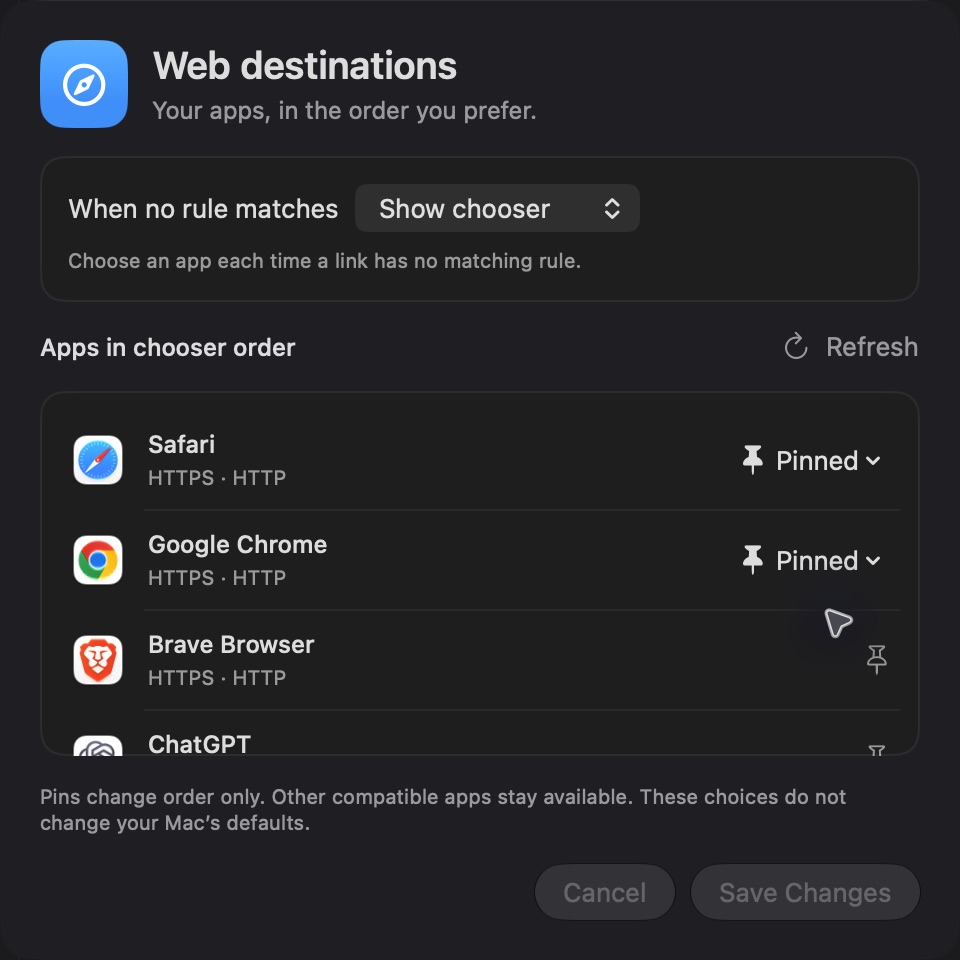 Web destinations
Your apps, in the order you prefer.
When no rule matches Show chooser
Choose an app each time a link has no matching rule.
Apps in chooser order Refresh
Safari
HTTPS · HTTP
Pinned
Google Chrome
HTTPS · HTTP
Pinned
Brave Browser
HTTPS · HTTP
ChatGPT
Pins change order only. Other compatible apps stay available. These choices do not
change your Mac’s defaults.
Cancel Save Changes